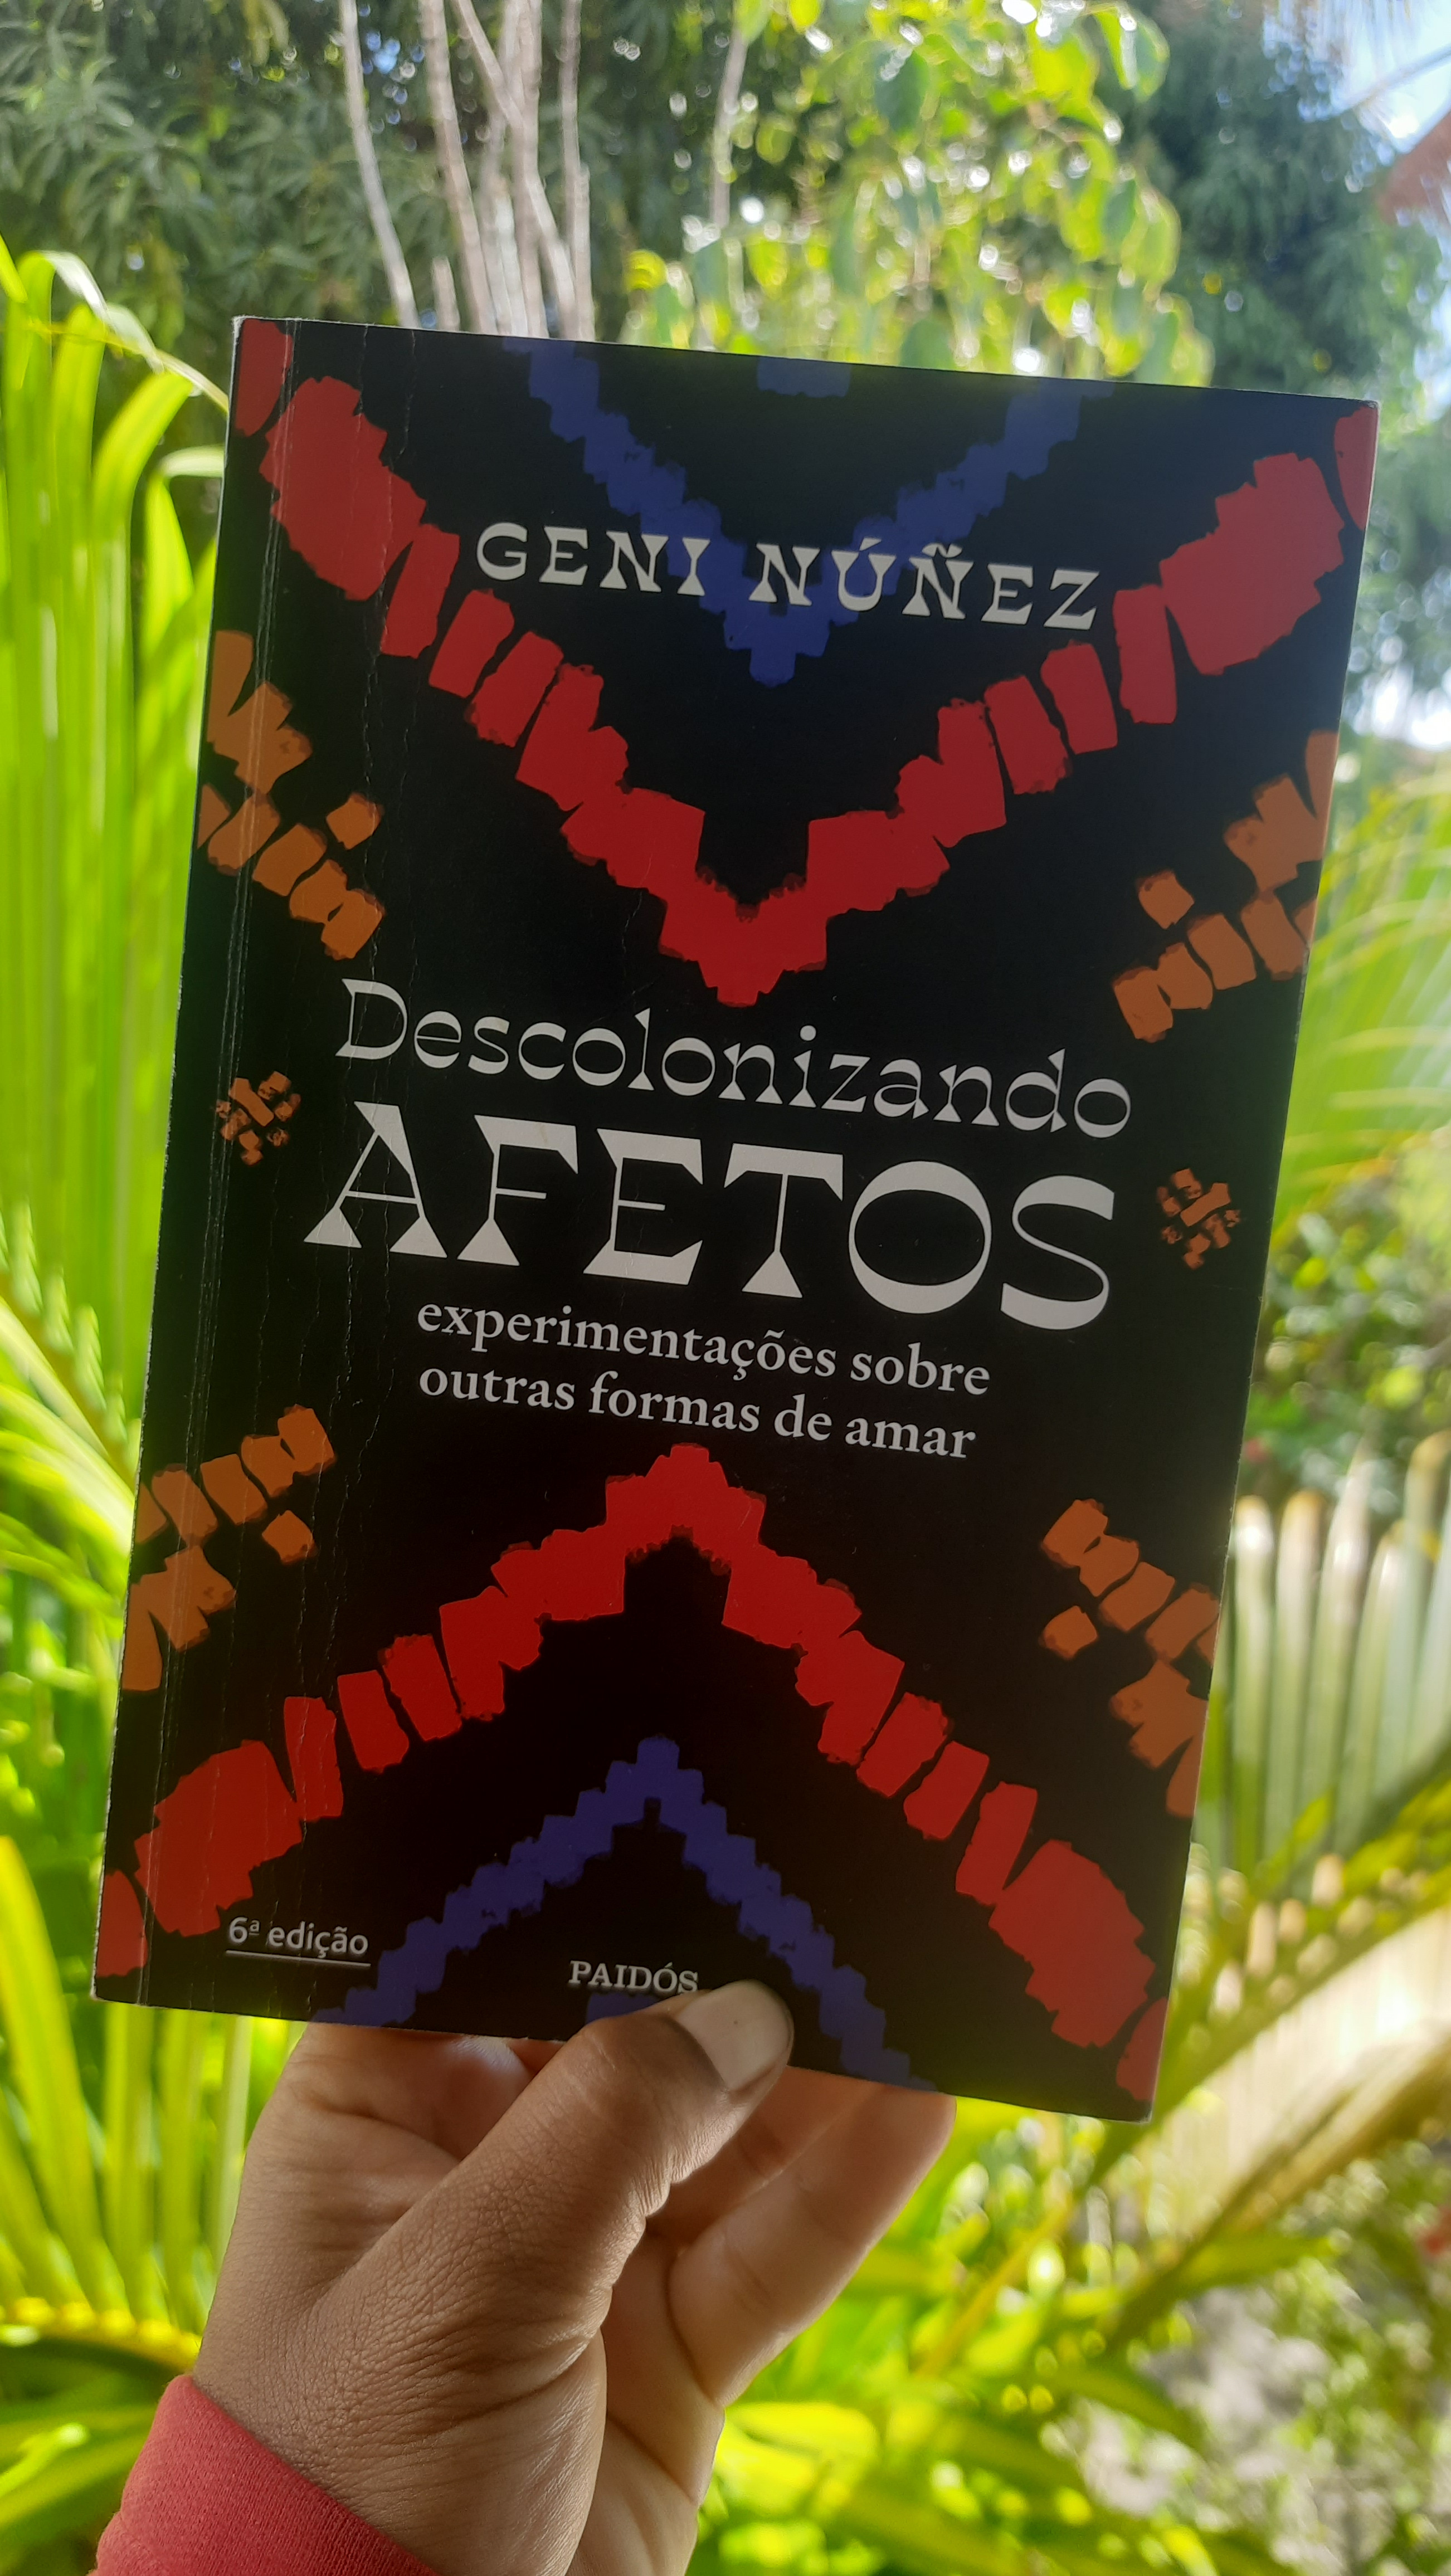 GENI NÚÑEZ
Descolonizando
AFETOS
experimentações sobre
outras formas de amar
6ª edição
PAIDÓS